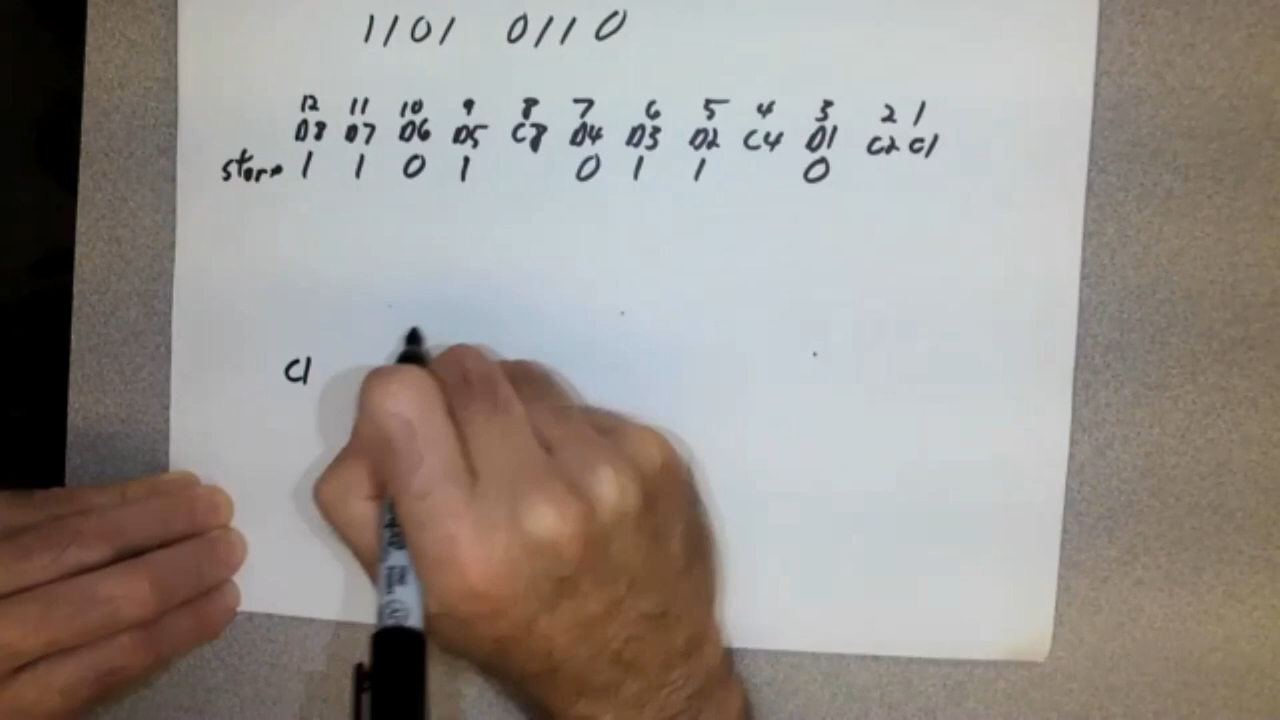 1101 0110
12 11 10 9 8 7 6 5 4 3 2 1
D8 D7 D6 D5 C8 D4 D3 D2 C4 D1 C2 C1
store 1 1 0 1 0 1 1 0
C1